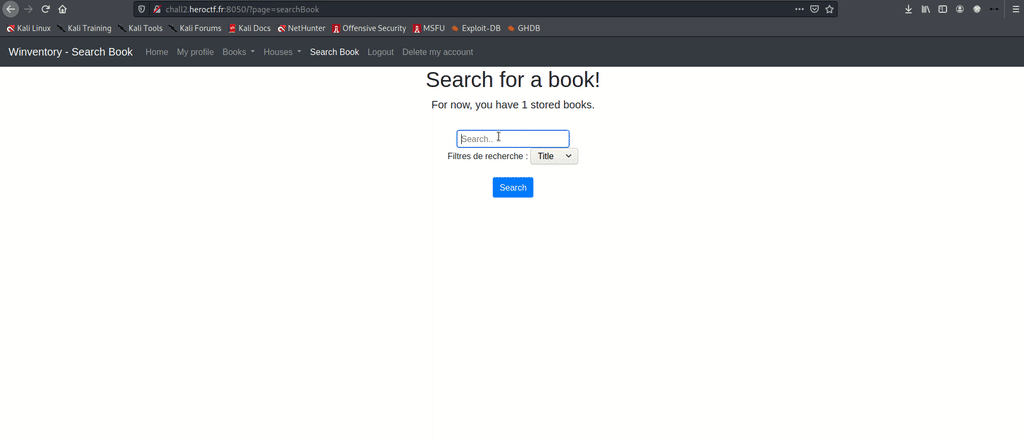 chall2.heroctf.fr:8050/?page=searchBook
Kali Linux Kali Training Kali Tools Kali Forums Kali Docs NetHunter Offensive Security MSFU Exploit-DB GHDB
Winventory - Search Book Home My profile Books Houses Search Book Logout Delete my account
Search for a book!
For now, you have 1 stored books.
Search..
Filtres de recherche : Title
Search